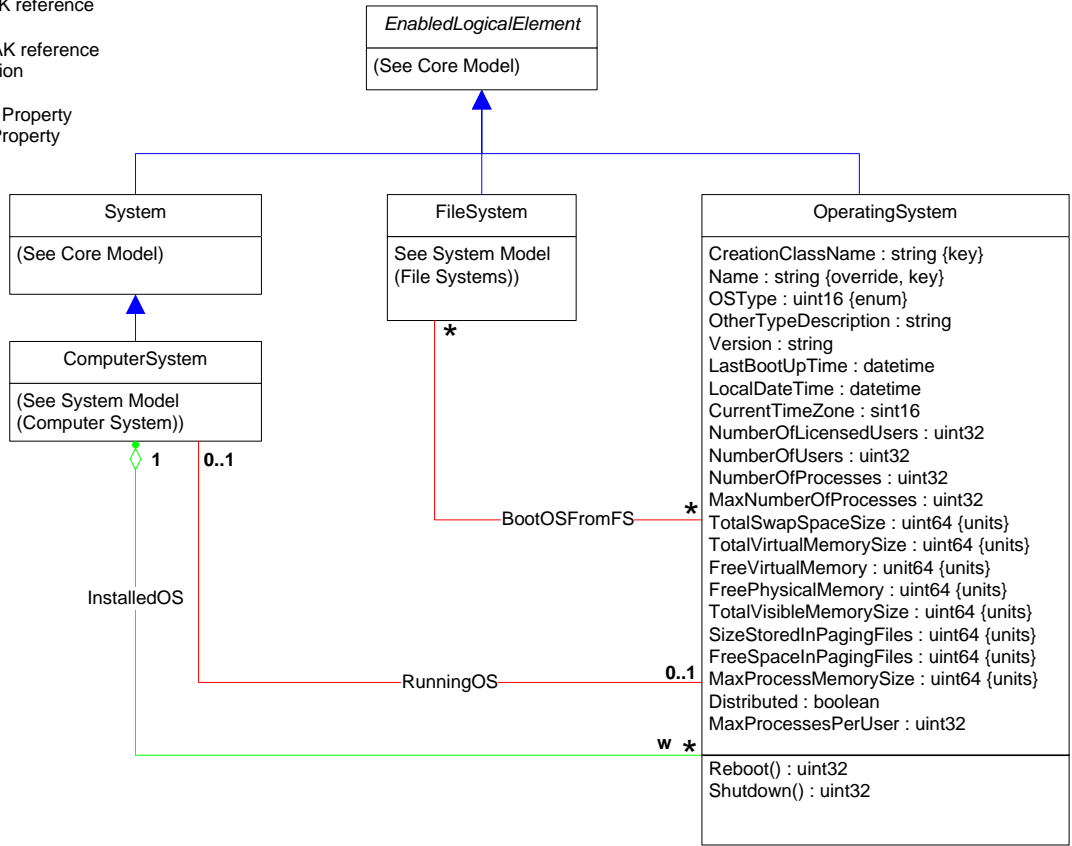 K reference
AK reference
ion
Property
Property
EnabledLogicalElement
(See Core Model)
System
(See Core Model)
FileSystem
See System Model
(File Systems))
ComputerSystem
(See System Model
(Computer System))
OperatingSystem
CreationClassName : string {key}
Name : string {override, key}
OSType : uint16 {enum}
OtherTypeDescription : string
Version : string
LastBootUpTime : datetime
LocalDateTime : datetime
CurrentTimeZone : sint16
NumberOfLicensedUsers : uint32
NumberOfUsers : uint32
NumberOfProcesses : uint32
MaxNumberOfProcesses : uint32
TotalSwapSpaceSize : uint64 {units}
TotalVirtualMemorySize : uint64 {units}
FreeVirtualMemory : unit64 {units}
FreePhysicalMemory : uint64 {units}
TotalVisibleMemorySize : uint64 {units}
SizeStoredInPagingFiles : uint64 {units}
FreeSpaceInPagingFiles : uint64 {units}
MaxProcessMemorySize : uint64 {units}
Distributed : boolean
MaxProcessesPerUser : uint32
Reboot() : uint32
Shutdown() : uint32
*
1
0..1
BootOSFromFS
*
InstalledOS
RunningOS
0..1
w *